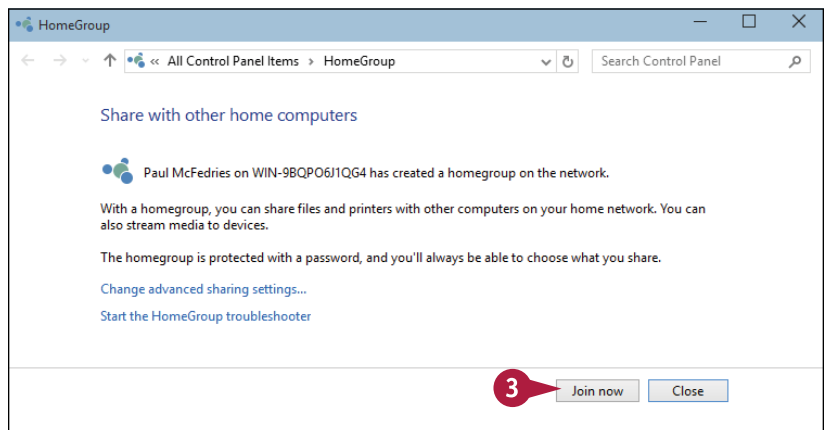 HomeGroup
« All Control Panel Items › HomeGroup
Search Control Panel
Share with other home computers
Paul McFedries on WIN-9BQPO6J1QG4 has created a homegroup on the network.
With a homegroup, you can share files and printers with other computers on your home network. You can
also stream media to devices.
The homegroup is protected with a password, and you'll always be able to choose what you share.
Change advanced sharing settings...
Start the HomeGroup troubleshooter
3
Join now
Close